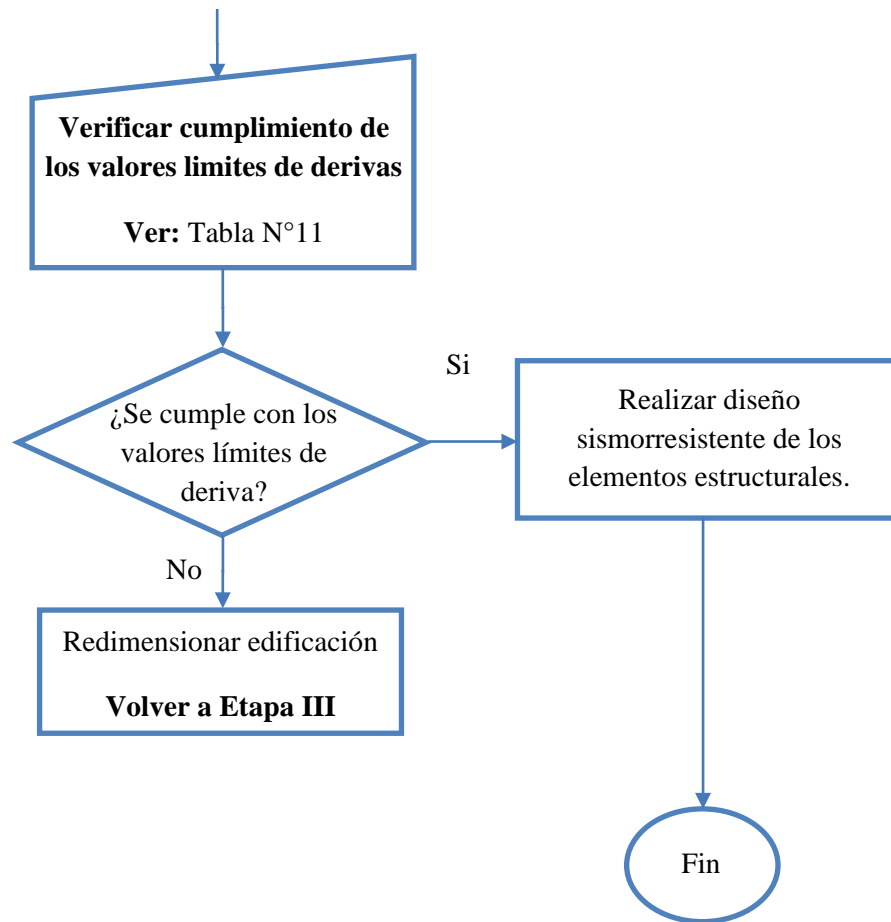 Verificar cumplimiento de
los valores limites de derivas
Ver: Tabla N°11
¿Se cumple con los
valores límites de
deriva?
Si
Realizar diseño
sismorresistente de los
elementos estructurales.
No
Redimensionar edificación
Volver a Etapa III
Fin